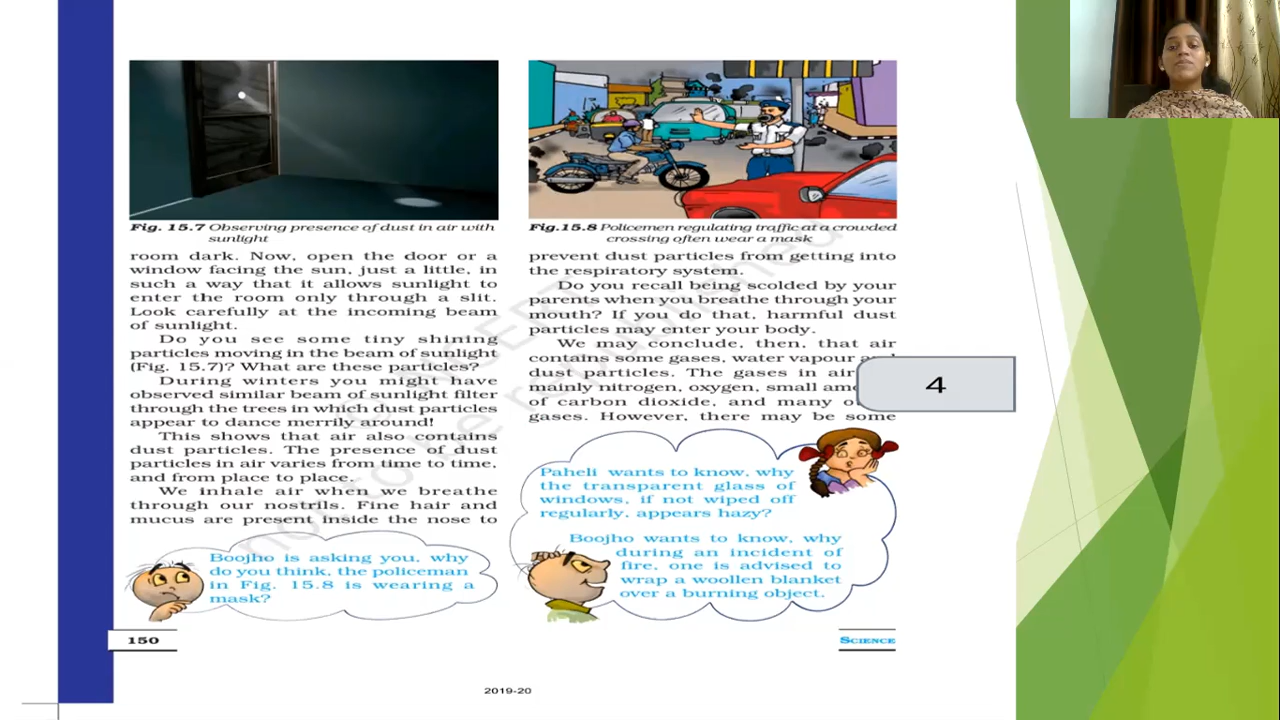 Fig. 15.7 Observing presence of dust in air with
sunlight
room dark. Now, open the door or a
window facing the sun, just a little, in
such a way that it allows sunlight to
enter the room only through a slit.
Look carefully at the incoming beam
of sunlight.
Do you see some tiny shining
particles moving in the beam of sunlight
(Fig. 15.7)? What are these particles?
During winters you might have
observed similar beam of sunlight filter
through the trees in which dust particles
appear to dance merrily around!
This shows that air also contains
dust particles. The presence of dust
particles in air varies from time to time,
and from place to place.
We inhale air when we breathe
through our nostrils. Fine hair and
mucus are present inside the nose to
Boojho is asking you, why
do you think, the policeman
in Fig. 15.8 is wearing a
mask?
150
Fig.15.8 Policemen regulating traffic at a crowded
crossing often wear a mask
prevent dust particles from getting into
the respiratory system.
Do you recall being scolded by your
parents when you breathe through your
mouth? If you do that, harmful dust
particles may enter your body.
We may conclude, then, that air
contains some gases, water vapour
dust particles. The gases in air
mainly nitrogen, oxygen, small
of carbon dioxide, and many
gases. However, there may be some
4
Paheli wants to know, why
the transparent glass of
windows, if not wiped off
regularly, appears hazy?
Boojho wants to know, why
during an incident of
fire, one is advised to
wrap a woollen blanket
over a burning object.
SCIENCE
2019-20
not to be republished